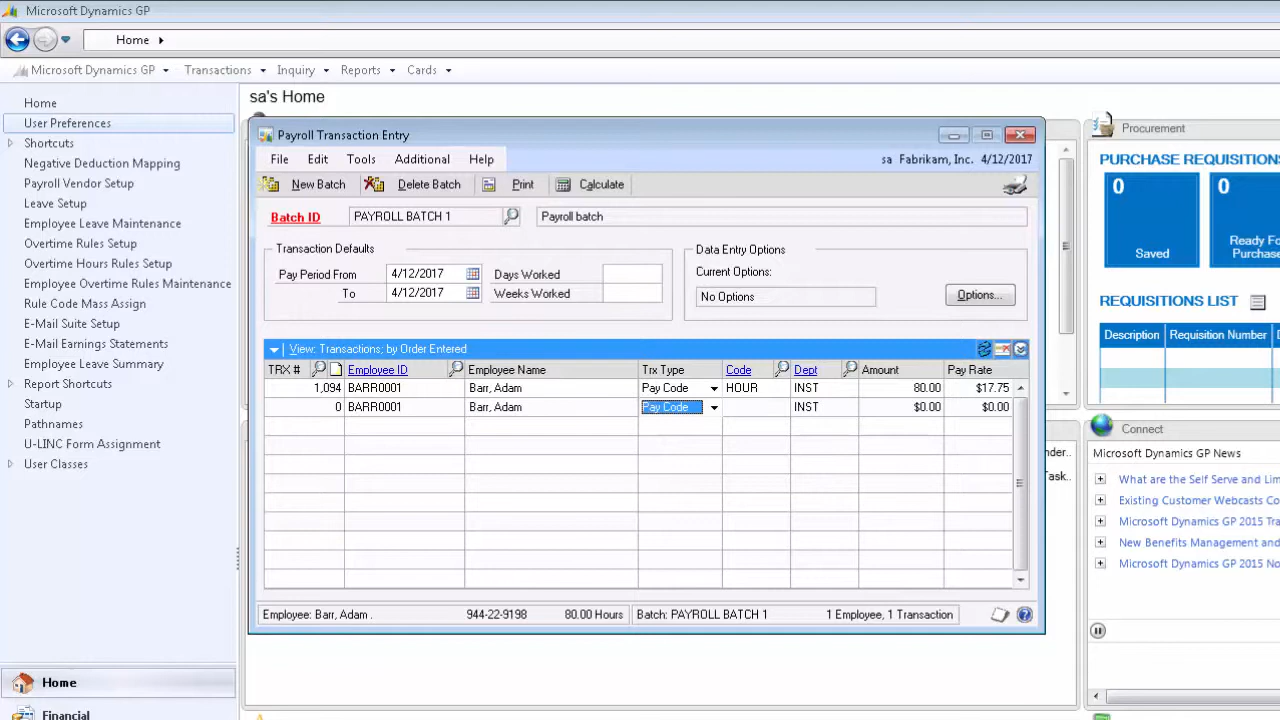 Microsoft Dynamics GP
Home
Microsoft Dynamics GP Transactions Inquiry Reports Cards
Home
User Preferences
Shortcuts
Negative Deduction Mapping
Payroll Vendor Setup
Leave Setup
Employee Leave Maintenance
Overtime Rules Setup
Overtime Hours Rules Setup
Employee Overtime Rules Maintenance
Rule Code Mass Assign
E-Mail Suite Setup
E-Mail Earnings Statements
Employee Leave Summary
Report Shortcuts
Startup
Pathnames
U-LINC Form Assignment
User Classes
Home
Financial
sa's Home
Payroll Transaction Entry
File Edit Tools Additional Help
sa Fabrikam, Inc. 4/12/2017
New Batch Delete Batch Print Calculate
Batch ID PAYROLL BATCH 1 Payroll batch
Transaction Defaults
Pay Period From 4/12/2017 Days Worked
To 4/12/2017 Weeks Worked
Data Entry Options
Current Options:
No Options Options...
View: Transactions; by Order Entered
TRX # Employee ID Employee Name Trx Type Code Dept Amount Pay Rate
1,094 BARR0001 Barr, Adam Pay Code HOUR INST 80.00 $17.75
0 BARR0001 Barr, Adam Pay Code INST $0.00 $0.00
Employee: Barr, Adam . 944-22-9198 80.00 Hours Batch: PAYROLL BATCH 1 1 Employee, 1 Transaction
nder..
Task..
Procurement
PURCHASE REQUISITIONS
0 0
Saved
Ready Fo
Purchase
REQUISITIONS LIST
Description Requisition Number D
Connect
Microsoft Dynamics GP News
What are the Self Serve and Lim
Existing Customer Webcasts Co
Microsoft Dynamics GP 2015 Tra
New Benefits Management and
Microsoft Dynamics GP 2015 No